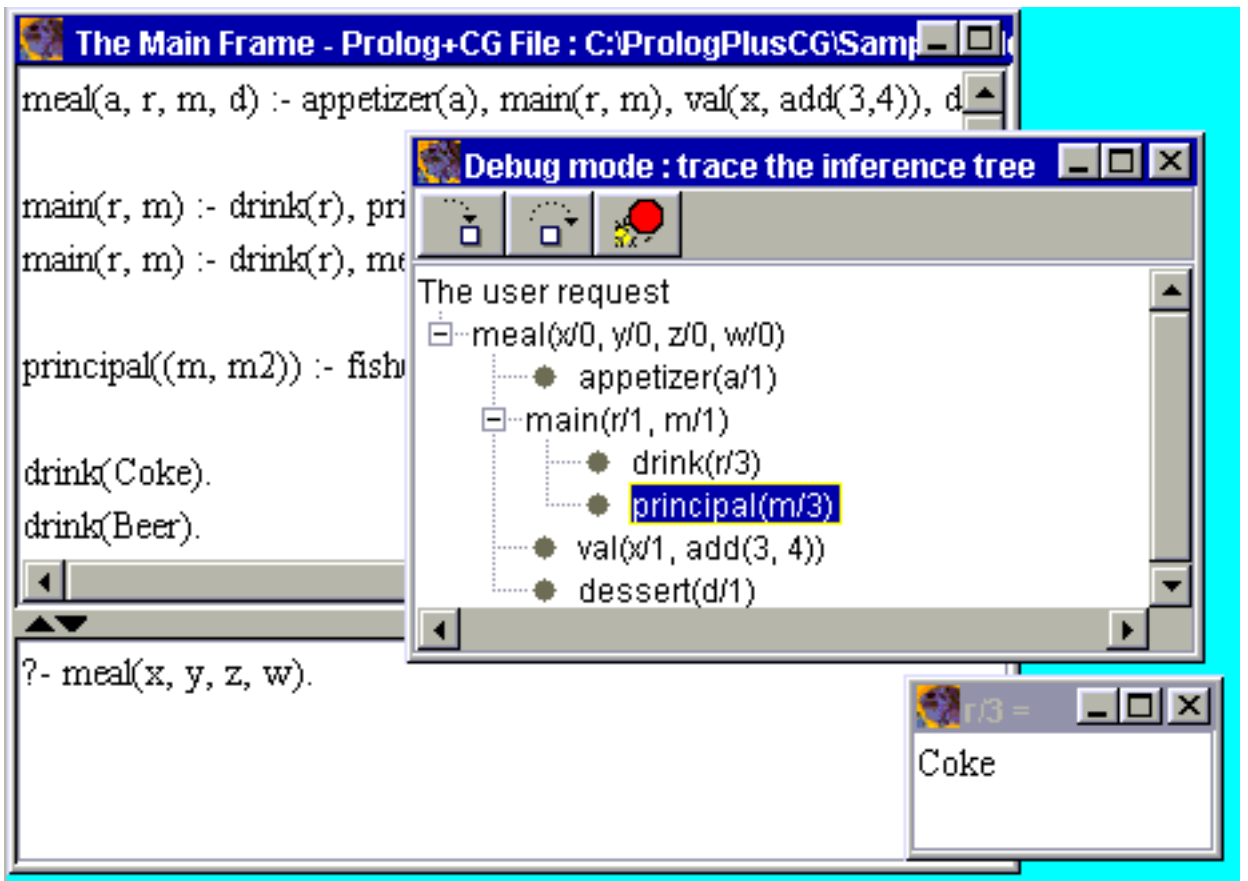 The Main Frame - Prolog+CG File : C:\PrologPlusCG\Samp
meal(a, r, m, d) :- appetizer(a), main(r, m), val(x, add(3,4)), d
main(r, m) :- drink(r), pri
main(r, m) :- drink(r), me
principal((m, m2)) :- fish
drink(Coke).
drink(Beer).
?- meal(x, y, z, w).
Debug mode : trace the inference tree
The user request
meal(x/0, y/0, z/0, w/0)
appetizer(a/1)
main(r/1, m/1)
drink(r/3)
principal(m/3)
val(x/1, add(3, 4))
dessert(d/1)
r/3 =
Coke